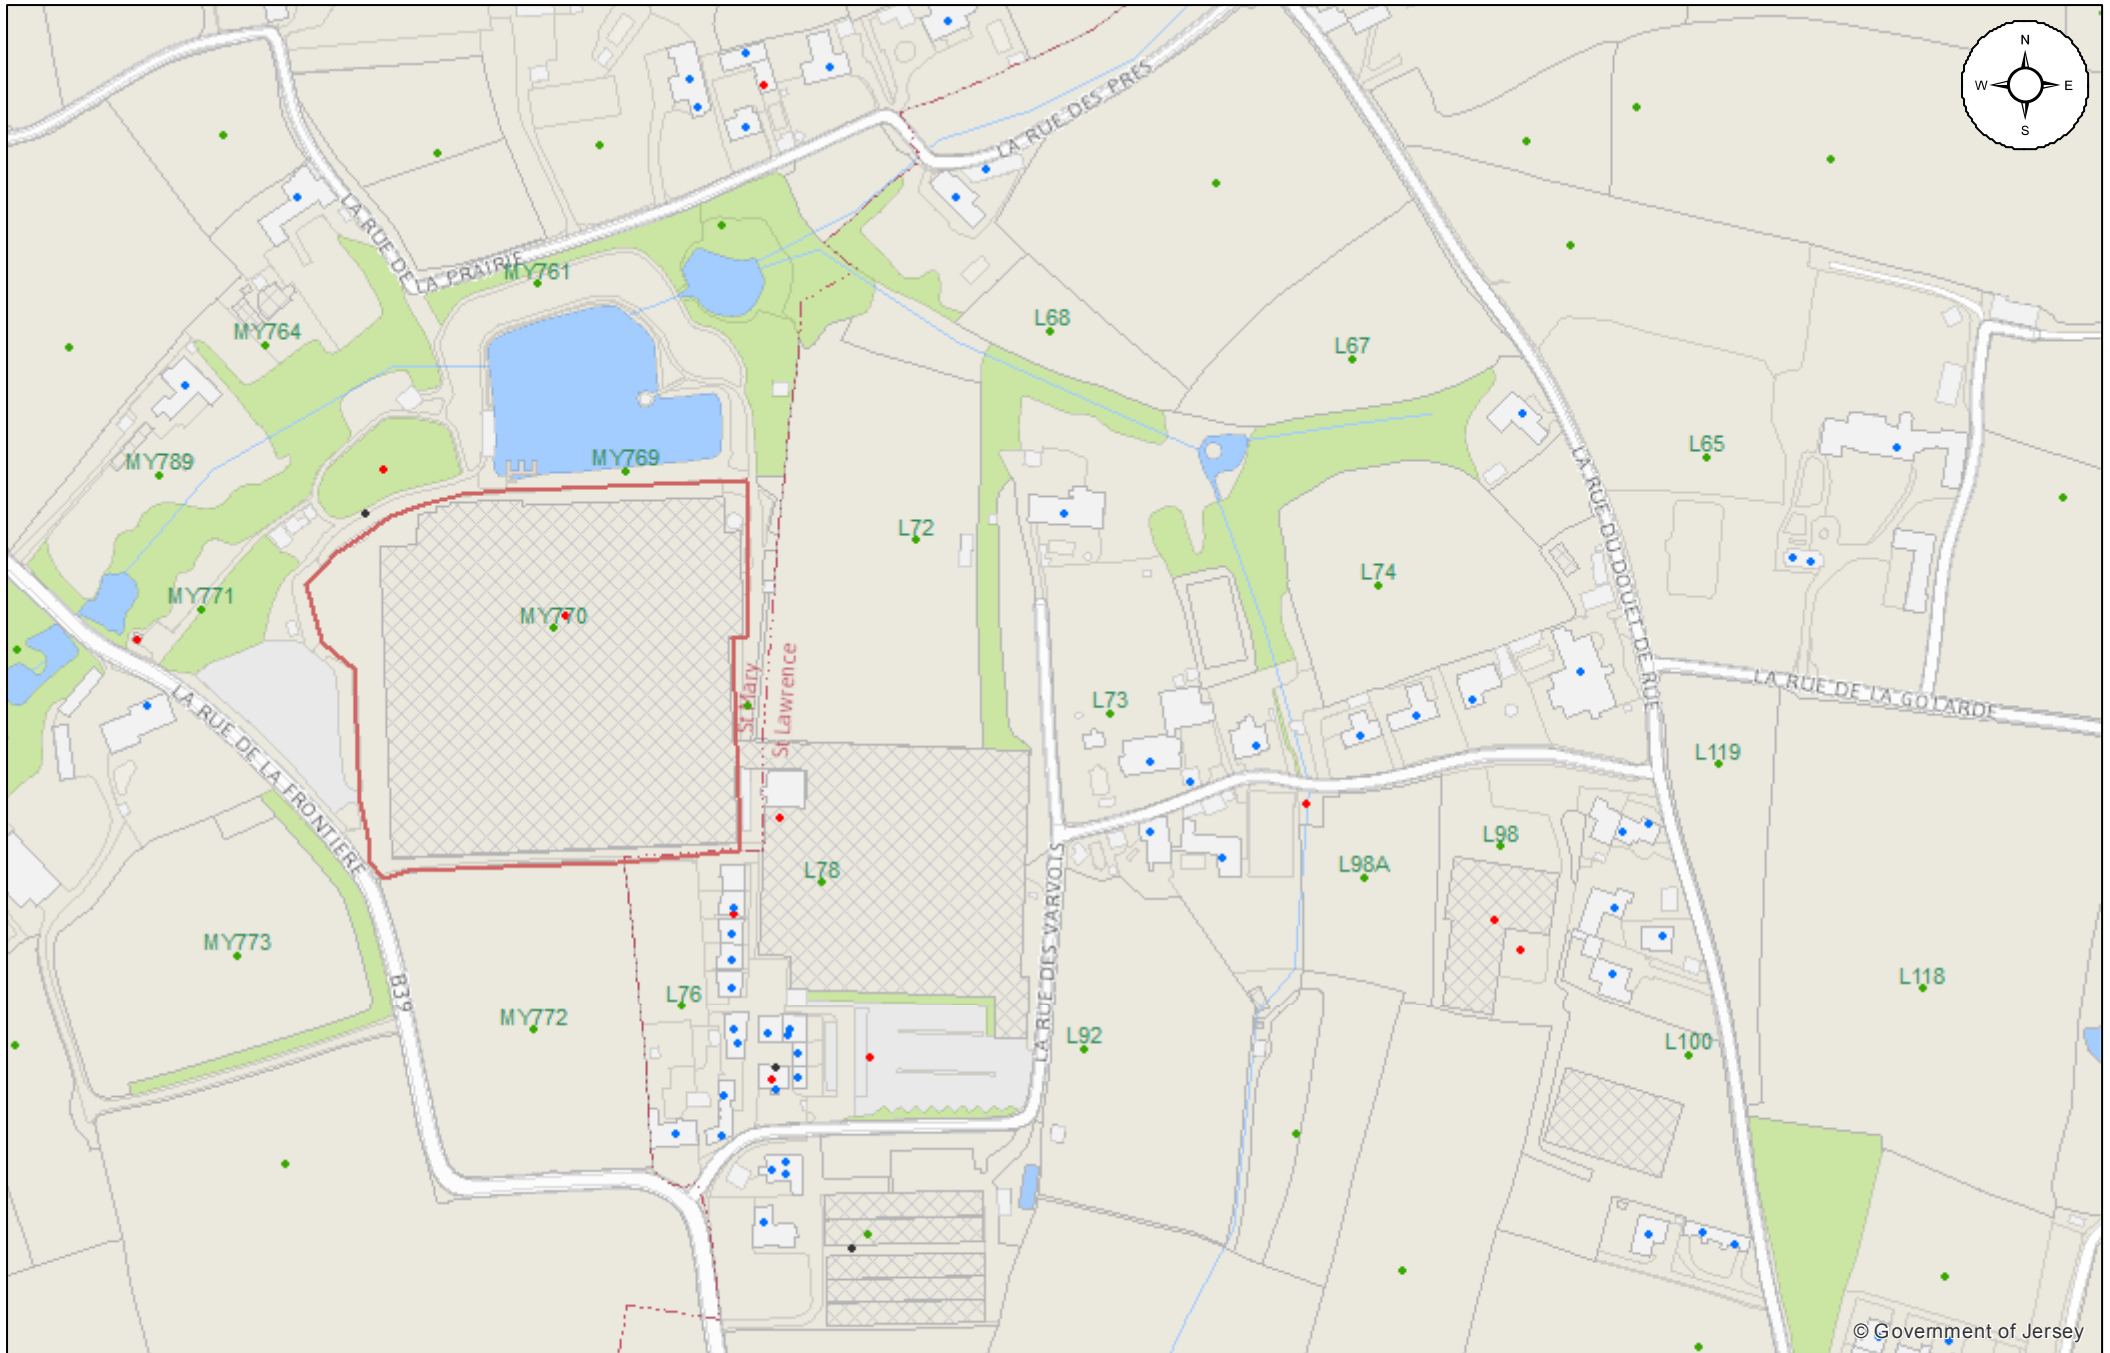 N
W E
S
LA RUE DES PRES
LA RUE DE LA PRAIRIE
MY761
MY764
L68
L67
MY789
MY769
L65
LA RUE DU DOUET DE RUE
L72
L74
MY771
MY770
St Mary
St Lawrence
L73
LA RUE DE LA GOLARDE
LA RUE DE LA FRONTIERE
L119
L78
L98
L98A
LA RUE DES VARVOTS
MY773
B39
L76
MY772
L92
L118
L100
© Government of Jersey